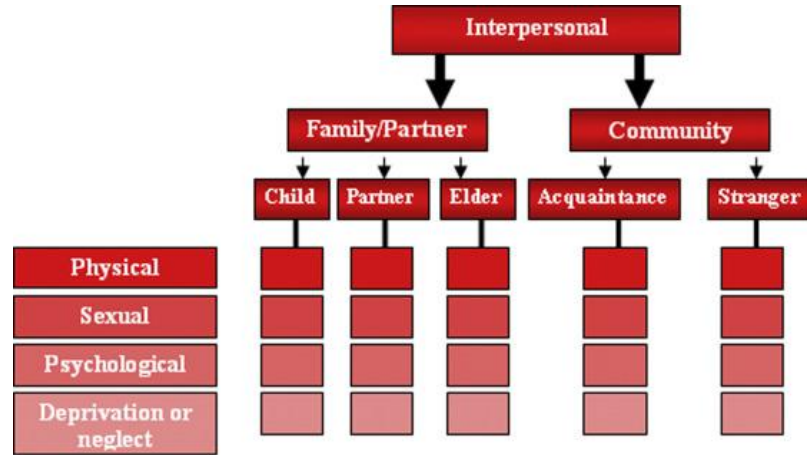 Interpersonal
Family/Partner
Community
Child
Partner
Elder
Acquaintance
Stranger
Physical
Sexual
Psychological
Deprivation or
neglect